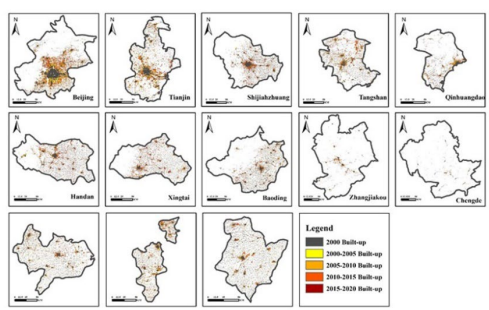 N N N N N
Beijing Tianjin Shijiahzhuang Tangshan Qinhuangdao
N N N N N
Handan Xingtai Baoding Zhangjiakou Chengde
Legend
2000 Built-up
2000-2005 Built-up
2005-2010 Built-up
2010-2015 Built-up
2015-2020 Built-up